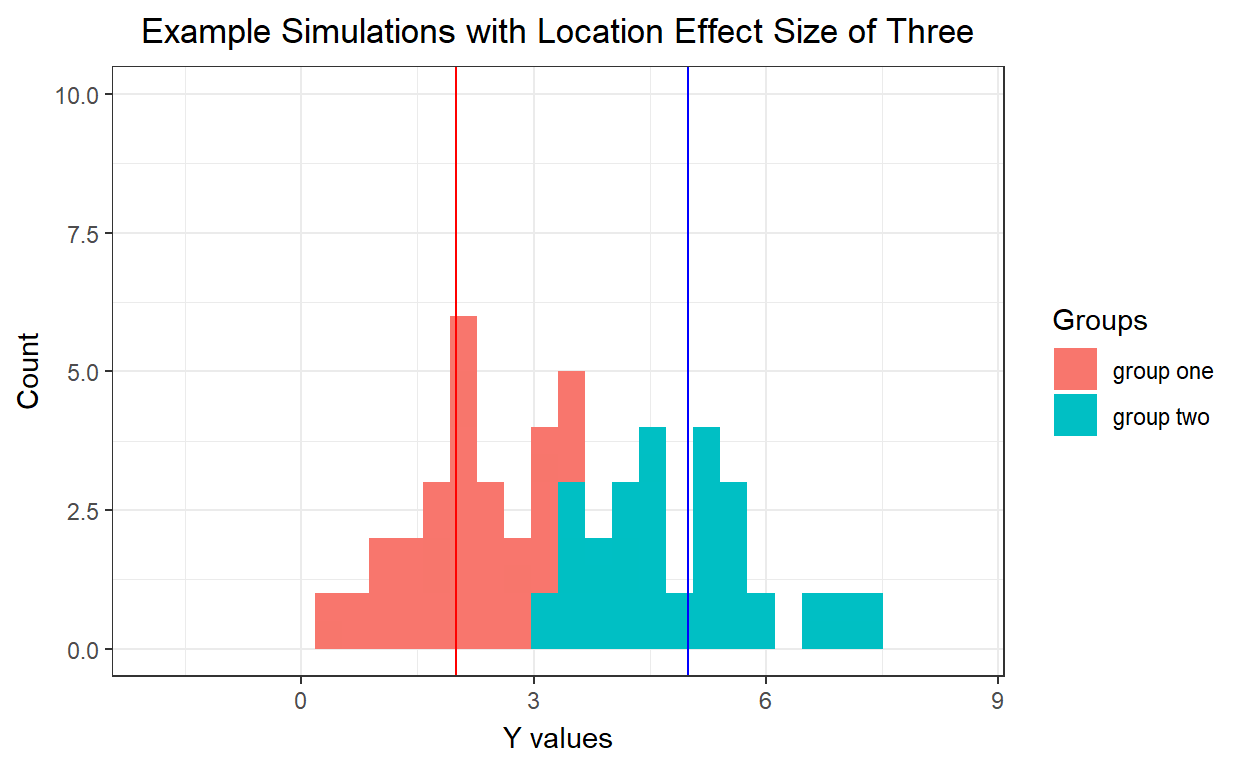 Example Simulations with Location Effect Size of Three
10.0
7.5
5.0
2.5
0.0
Count
0 3 6 9
Y values
Groups
group one
group two